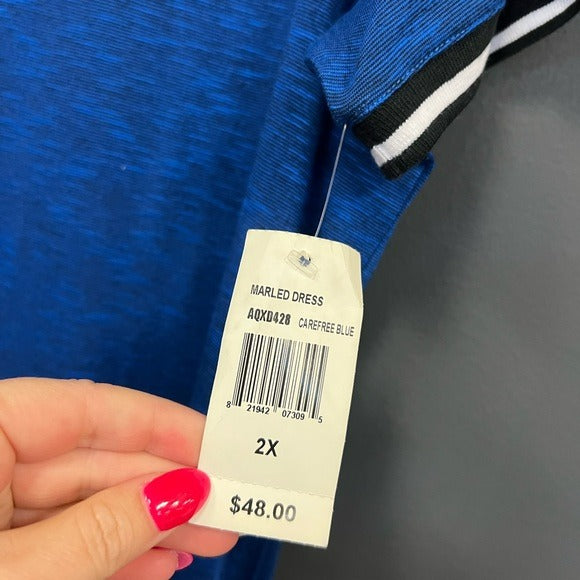 MARLED DRESS
AQXD428 CAREFREE BLUE
8 21942 07309 5
2X
$48.00